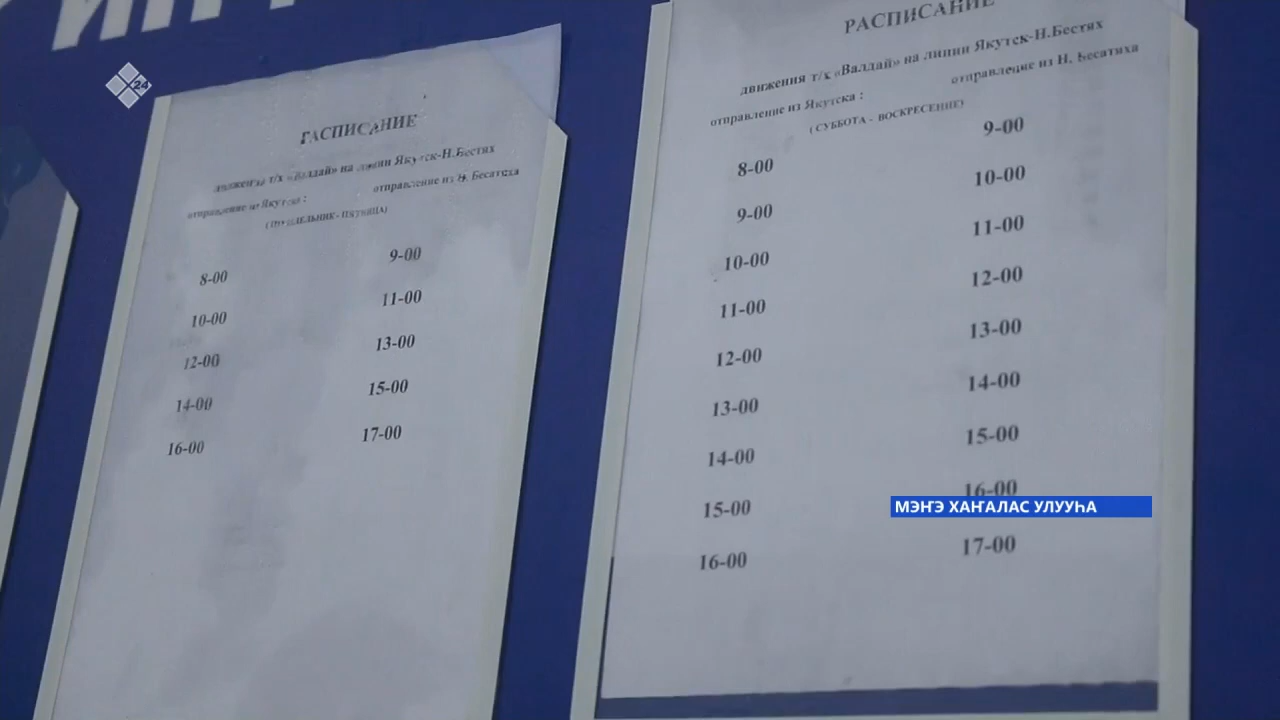 24
РАСПИСАНИЕ
движения т/х «Валдай» на линии Якутск-Н.Бестях
отправление из Якутска :
отправление из Н. Бесатяха
( ПОНЕДЕЛЬНИК - ПЯТНИЦА)
8-00 9-00
10-00 11-00
12-00 13-00
14-00 15-00
16-00 17-00
РАСПИСАНИЕ
движения т/х «Валдай» на линии Якутск-Н.Бестях
отправление из Якутска :
отправление из Н. Бесатяха
( СУББОТА - ВОСКРЕСЕНИЕ)
8-00 9-00
9-00 10-00
10-00 11-00
11-00 12-00
12-00 13-00
13-00 14-00
14-00 15-00
15-00 16-00
16-00 17-00
МЭҤЭ ХАҤАЛАС УЛУУҺА